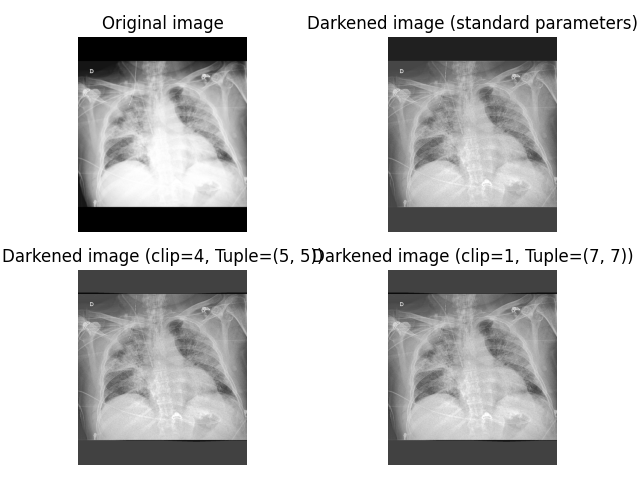 Original image
Darkened image (standard parameters)
D
D
Darkened image (clip=4, Tuple=(5, 5))
Darkened image (clip=1, Tuple=(7, 7))
D
D